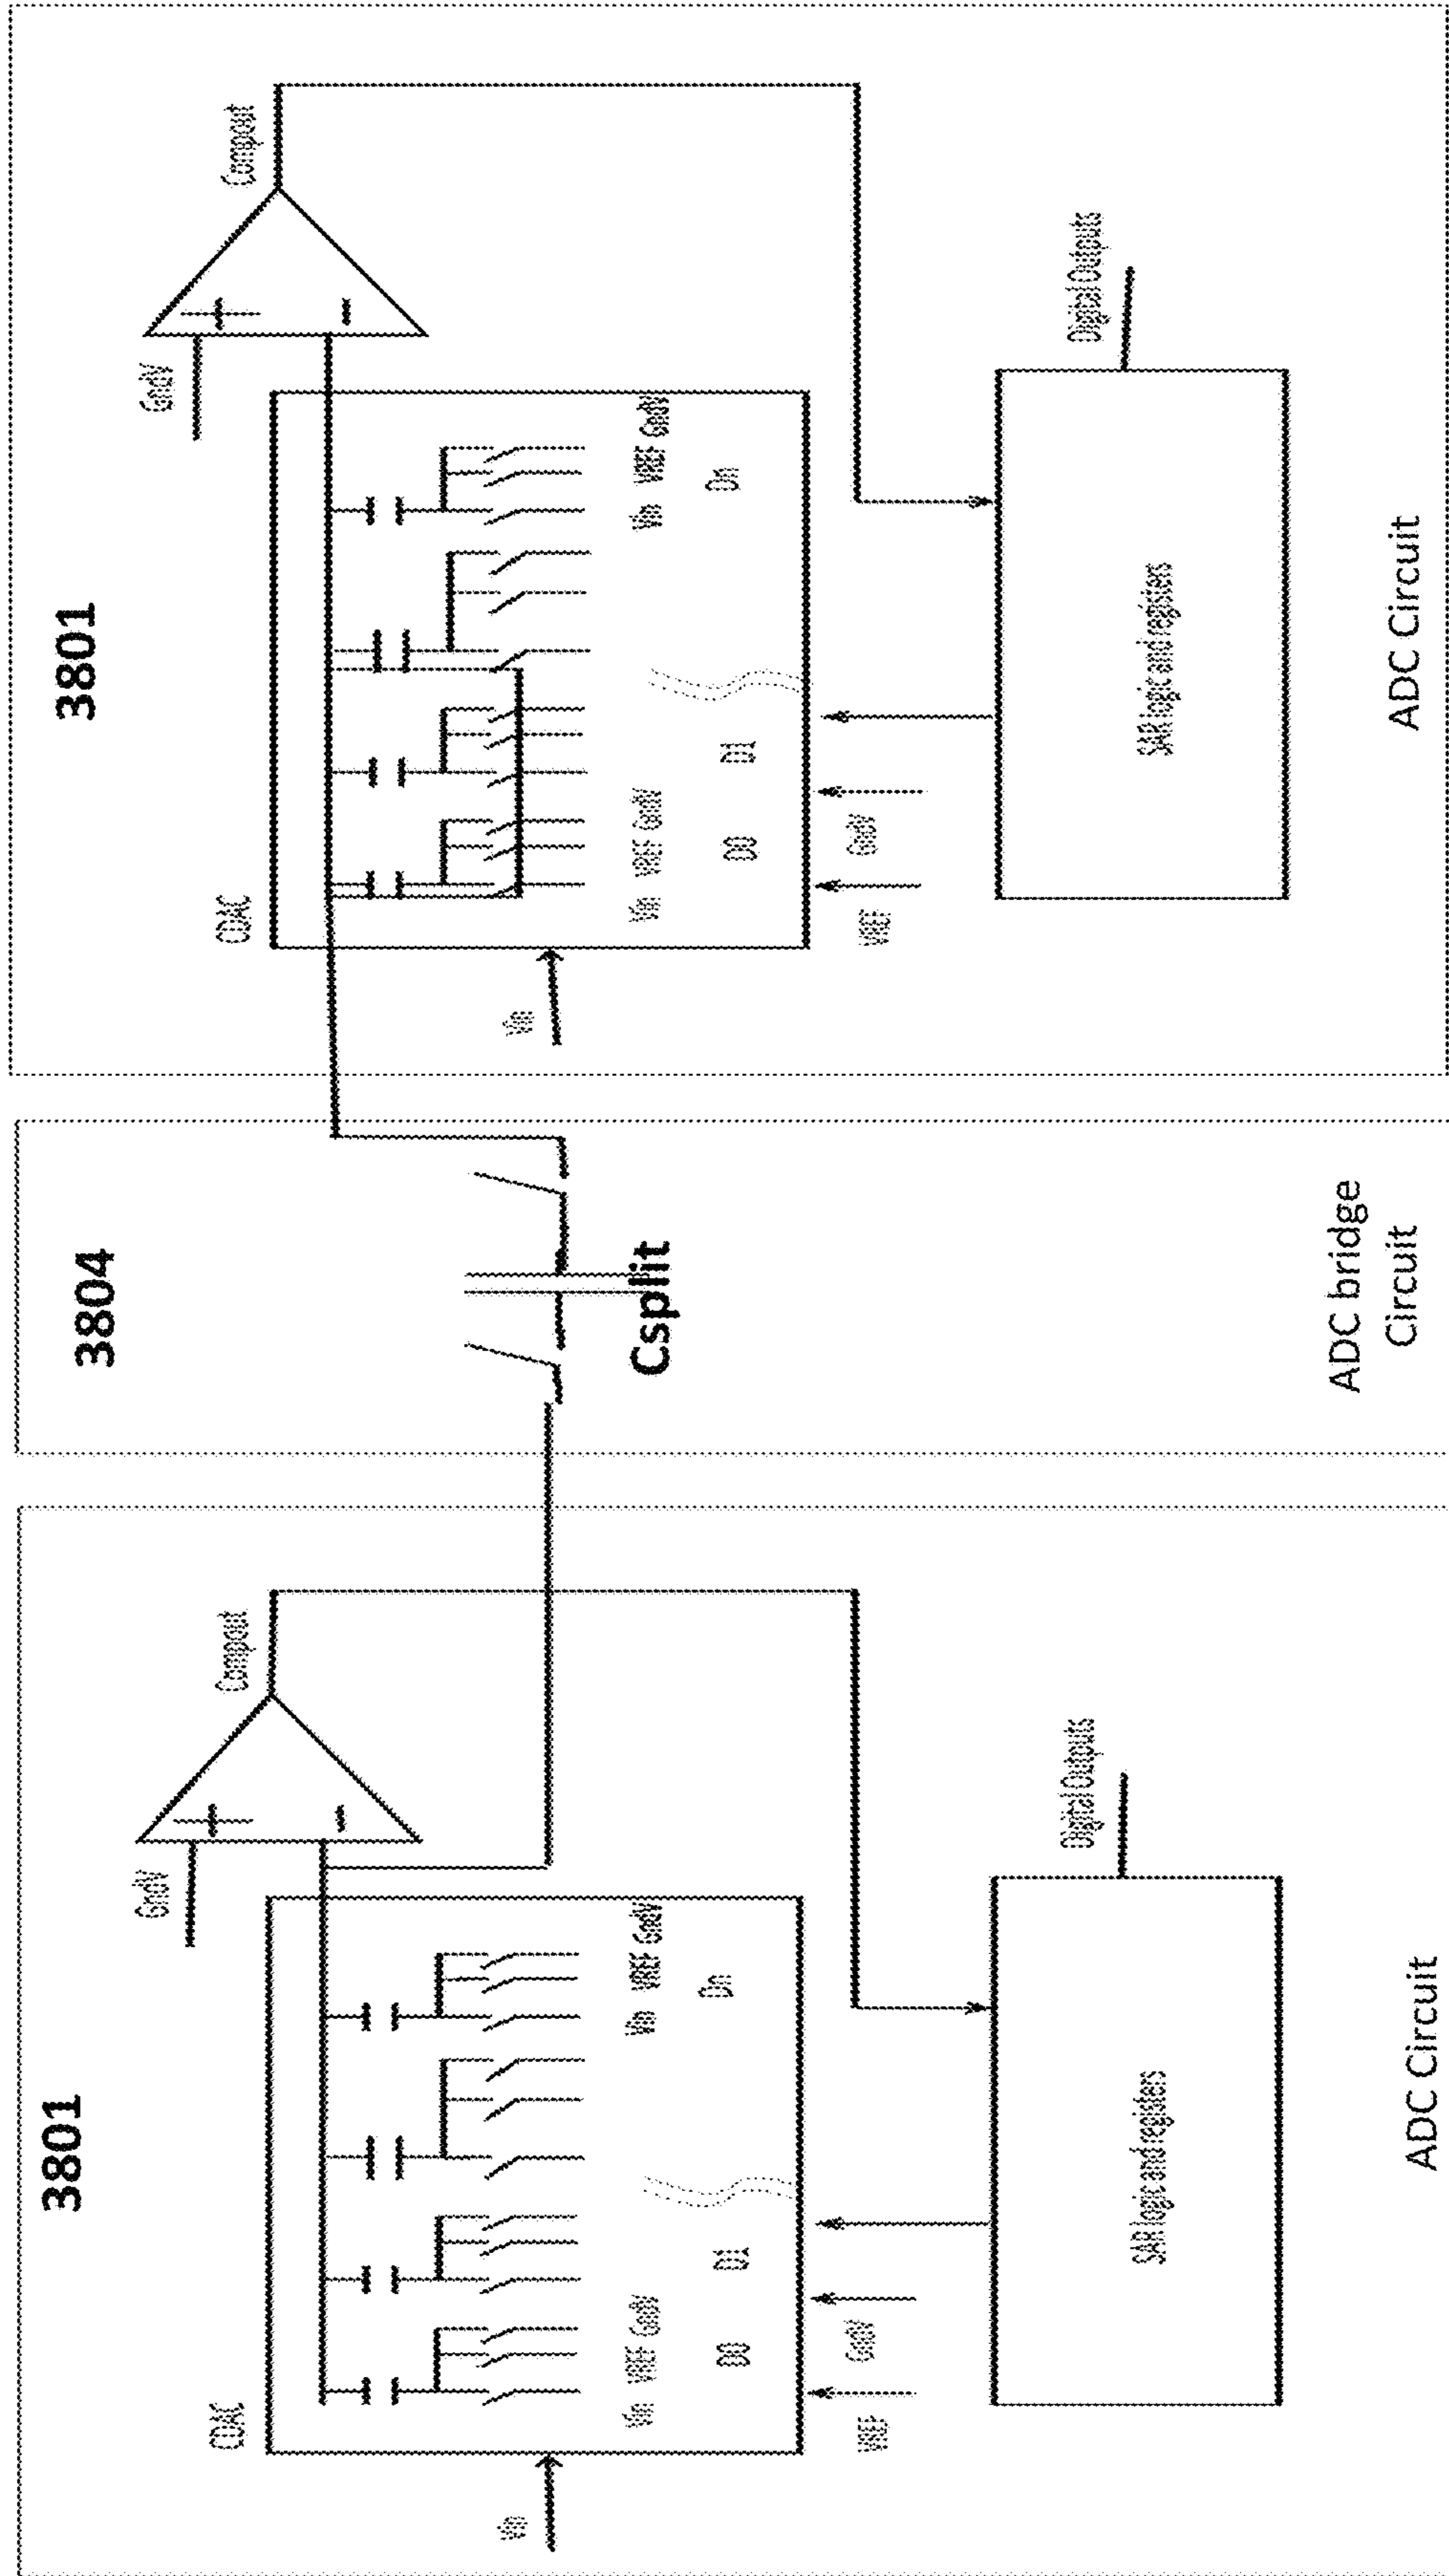 3801
CDAC
GndV
Compout
Vin
Vin VREF GndV
Vin VREF GndV
D0
D1
Dn
VREF
GndV
SAR logic and registers
Digital Outputs
ADC Circuit
3804
Csplit
ADC bridge
Circuit
3801
CDAC
GndV
Compout
Vin
Vin VREF GndV
Vin VREF GndV
D0
D1
Dn
VREF
GndV
SAR logic and registers
Digital Outputs
ADC Circuit